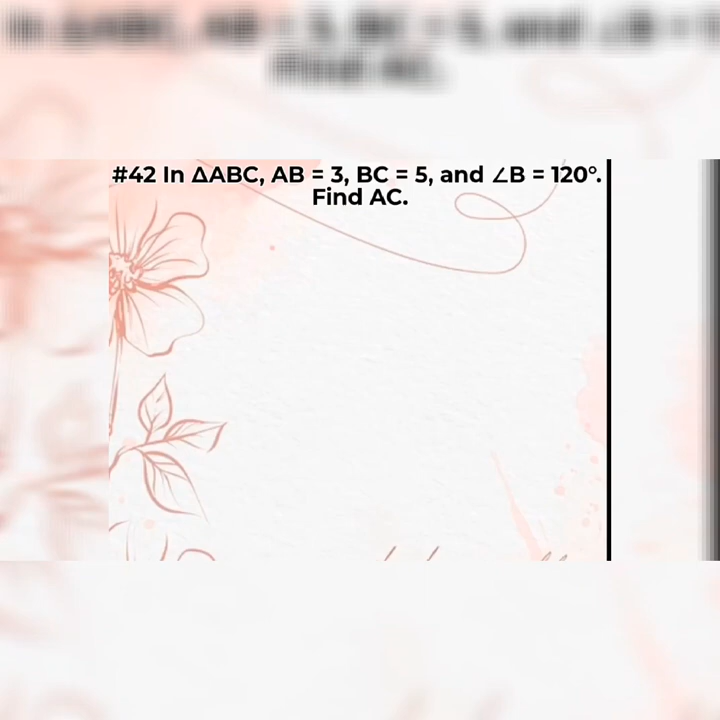 #42 In ΔABC, AB = 3, BC = 5, and ∠B = 120°.
Find AC.